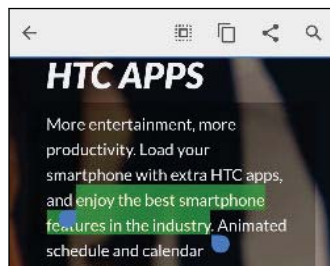 HTC APPS
More entertainment, more
productivity. Load your
smartphone with extra HTC apps,
and enjoy the best smartphone
features in the industry. Animated
schedule and calendar